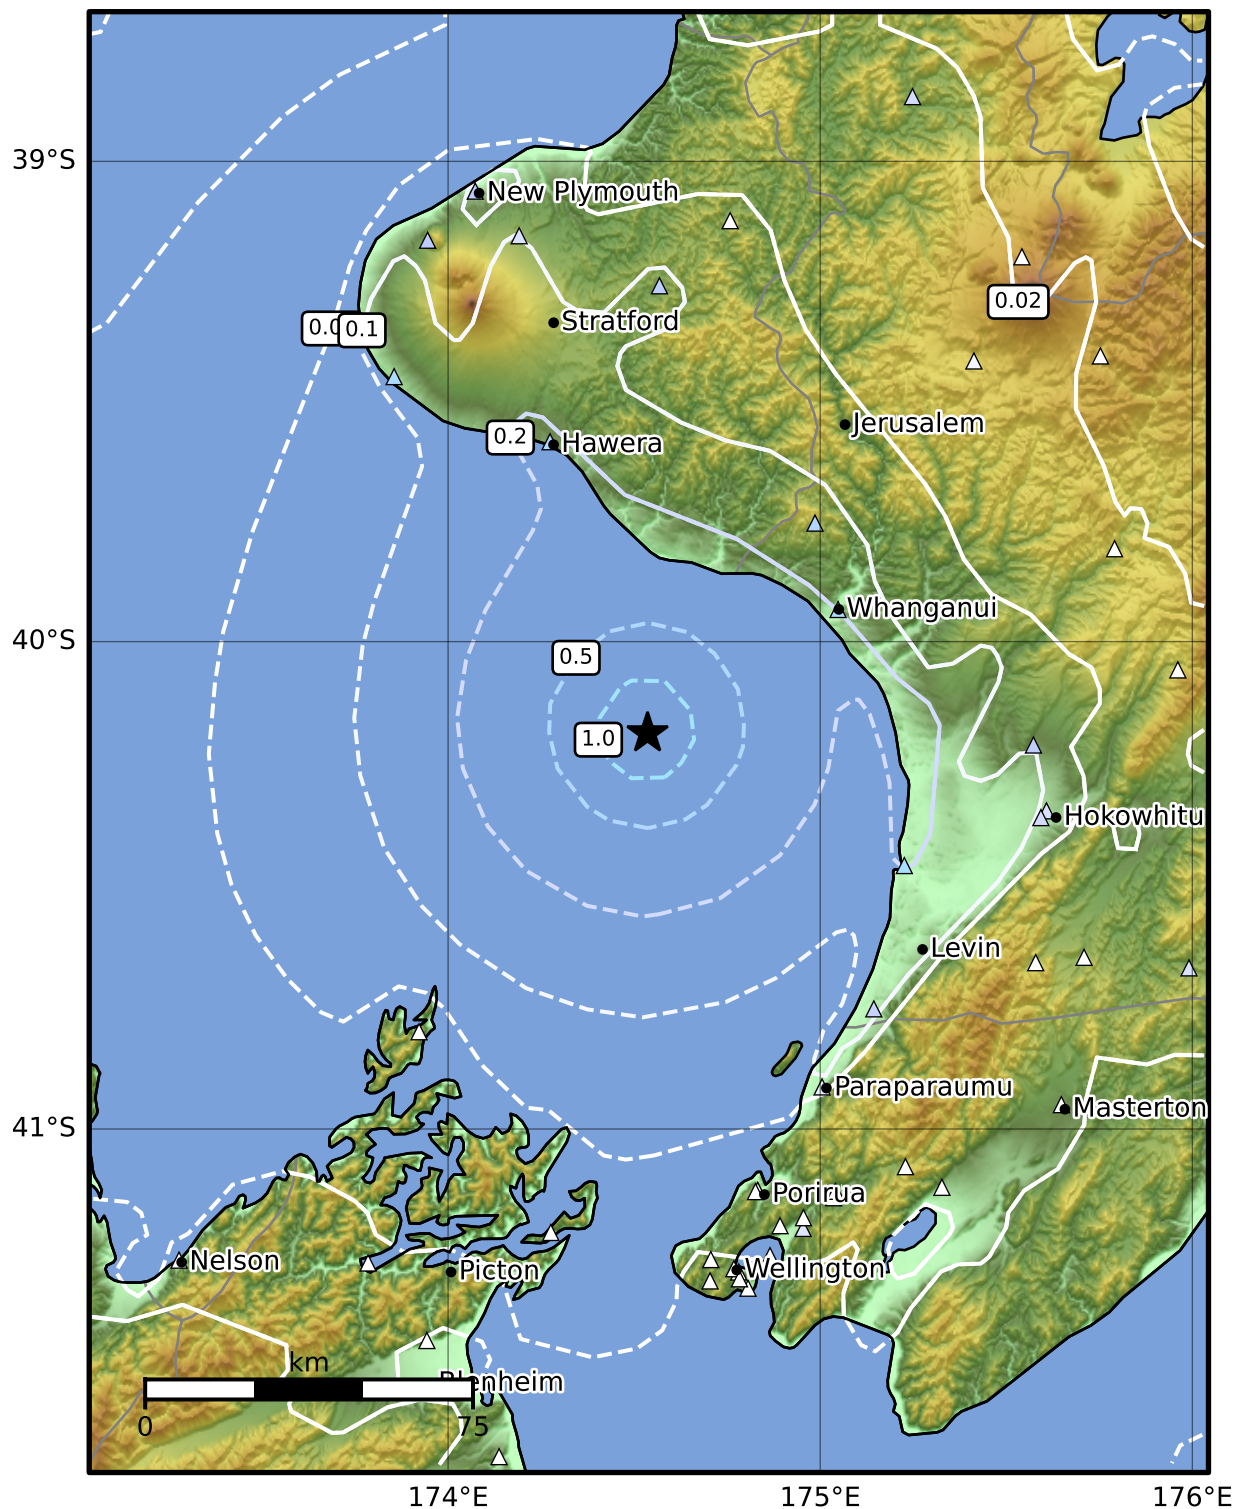 39°S
New Plymouth
0.02
Stratford
0.1
Jerusalem
0.2
Hawera
Whanganui
40°S
0.5
1.0
Hokowhitu
Levin
Paraparaumu
Masterton
41°S
Porirua
Nelson
Picton
Wellington
km
Blenheim
0
75
174°E
175°E
176°E